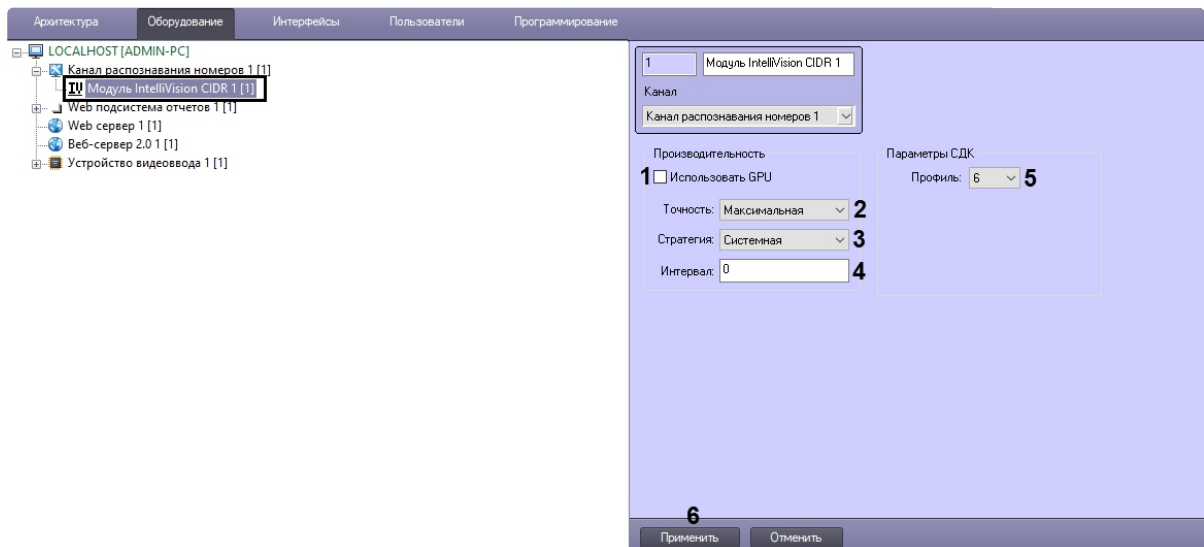 Архитектура Оборудование Интерфейсы Пользователи Программирование
LOCALHOST [ADMIN-PC]
Канал распознавания номеров 1 [1]
IV Модуль IntelliVision CIDR 1 [1]
Web подсистема отчетов 1 [1]
Web сервер 1 [1]
Веб-сервер 2.0 1 [1]
Устройство видеоввода 1 [1]
1 Модуль IntelliVision CIDR 1
Канал
Канал распознавания номеров 1
Производительность
1 Использовать GPU
Точность: Максимальная 2
Стратегия: Системная 3
Интервал: 0 4
Параметры СДК
Профиль: 6 5
6
Применить Отменить